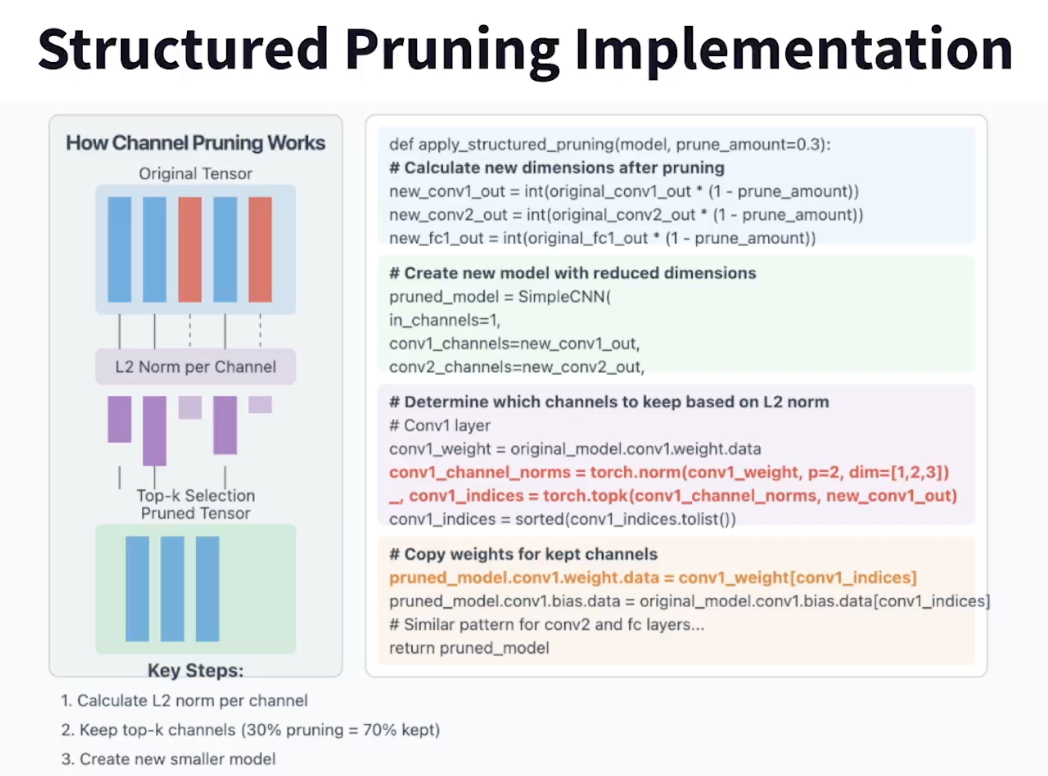 Structured Pruning Implementation
How Channel Pruning Works
Original Tensor
L2 Norm per Channel
Top-k Selection
Pruned Tensor
Key Steps:
1. Calculate L2 norm per channel
2. Keep top-k channels (30% pruning = 70% kept)
3. Create new smaller model
def apply_structured_pruning(model, prune_amount=0.3):
# Calculate new dimensions after pruning
new_conv1_out = int(original_conv1_out * (1 - prune_amount))
new_conv2_out = int(original_conv2_out * (1 - prune_amount))
new_fc1_out = int(original_fc1_out * (1 - prune_amount))
# Create new model with reduced dimensions
pruned_model = SimpleCNN(
in_channels=1,
conv1_channels=new_conv1_out,
conv2_channels=new_conv2_out,
# Determine which channels to keep based on L2 norm
# Conv1 layer
conv1_weight = original_model.conv1.weight.data
conv1_channel_norms = torch.norm(conv1_weight, p=2, dim=[1,2,3])
_, conv1_indices = torch.topk(conv1_channel_norms, new_conv1_out)
conv1_indices = sorted(conv1_indices.tolist())
# Copy weights for kept channels
pruned_model.conv1.weight.data = conv1_weight[conv1_indices]
pruned_model.conv1.bias.data = original_model.conv1.bias.data[conv1_indices]
# Similar pattern for conv2 and fc layers...
return pruned_model